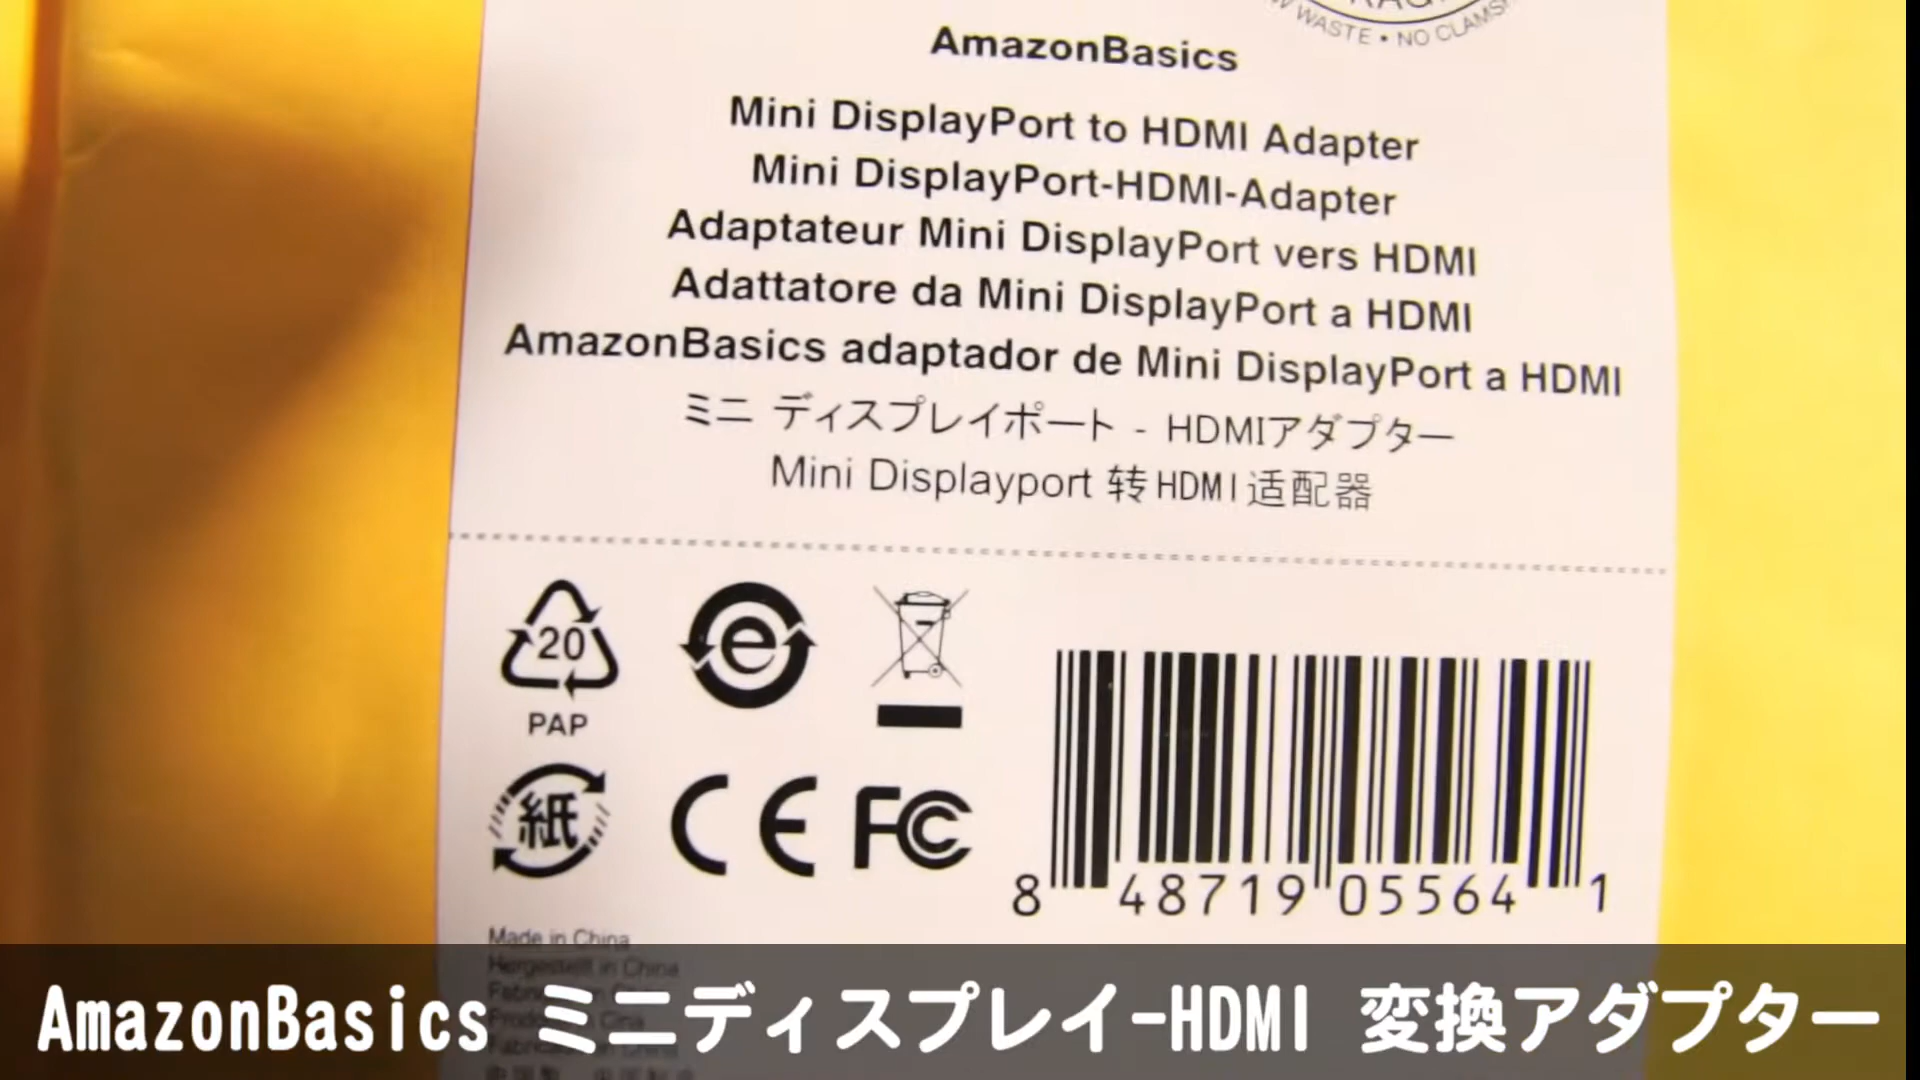 WASTE • NO CLAMS
AmazonBasics
Mini DisplayPort to HDMI Adapter
Mini DisplayPort-HDMI-Adapter
Adaptateur Mini DisplayPort vers HDMI
Adattatore da Mini DisplayPort a HDMI
AmazonBasics adaptador de Mini DisplayPort a HDMI
ミニ ディスプレイポート - HDMIアダプター
Mini Displayport 转HDMI适配器
20
PAP
e
紙
CE FC
8 48719 05564 1
Made in China
Hergestellt in China
AmazonBasics ミニディスプレイ-HDMI 変換アダプター